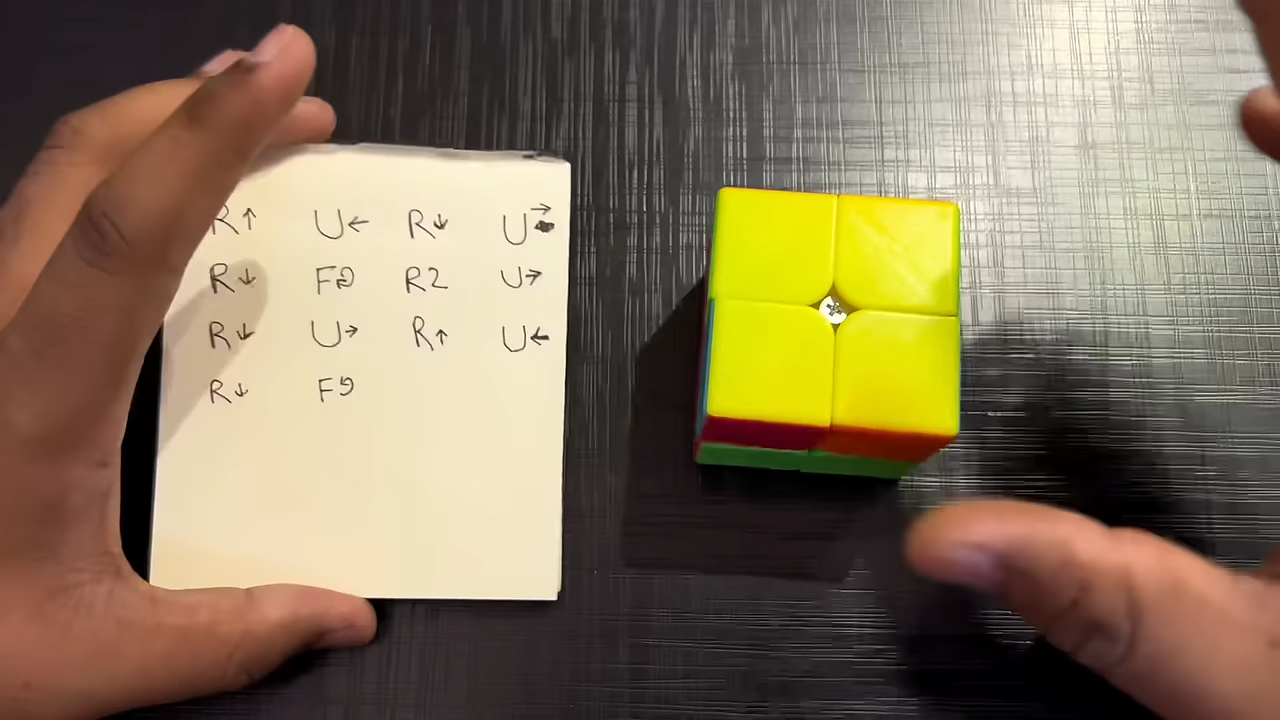 R↑ U← R↓ U→
R↓ F↻ R2 U→
R↓ U→ R↑ U←
R↓ F↺